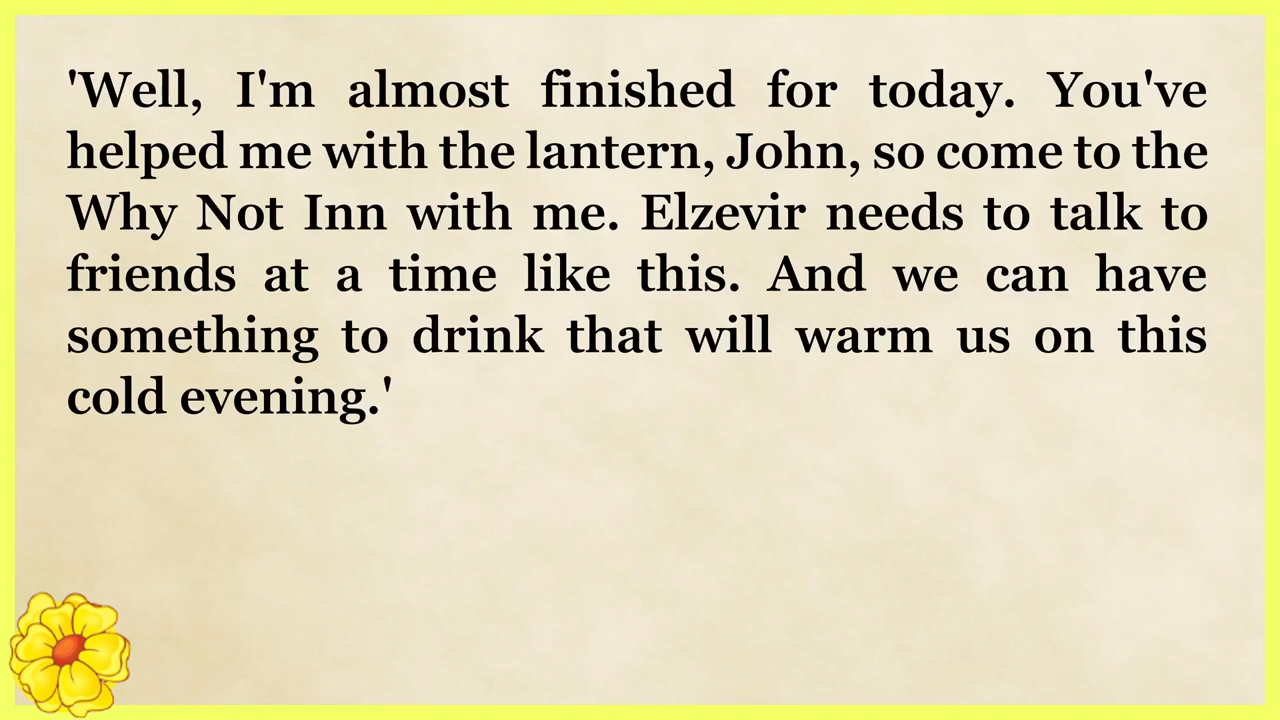 'Well, I'm almost finished for today. You've
helped me with the lantern, John, so come to the
Why Not Inn with me. Elzevir needs to talk to
friends at a time like this. And we can have
something to drink that will warm us on this
cold evening.'